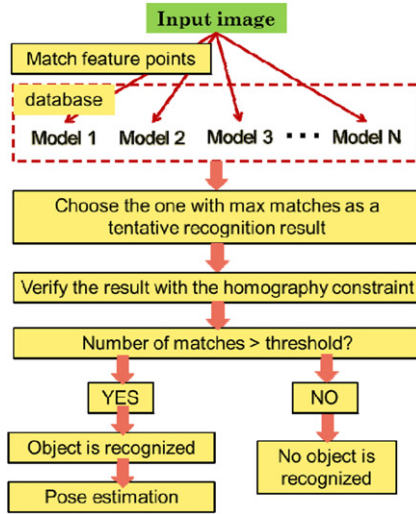 Input image
Match feature points
database
Model 1 Model 2 Model 3 ··· Model N
Choose the one with max matches as a
tentative recognition result
Verify the result with the homography constraint
Number of matches > threshold?
YES
NO
Object is recognized
No object is
recognized
Pose estimation